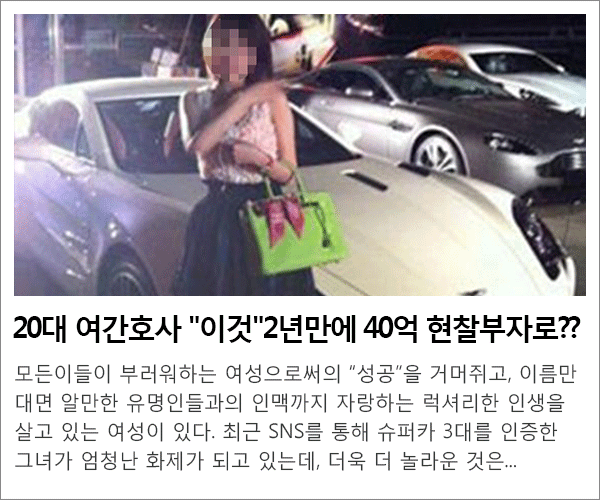 20대 여간호사 "이것"2년만에 40억 현찰부자로??
모든이들이 부러워하는 여성으로써의 “성공”을 거머쥐고, 이름만
대면 알만한 유명인들과의 인맥까지 자랑하는 럭셔리한 인생을
살고 있는 여성이 있다. 최근 SNS를 통해 슈퍼카 3대를 인증한
그녀가 엄청난 화제가 되고 있는데, 더욱 더 놀라운 것은...